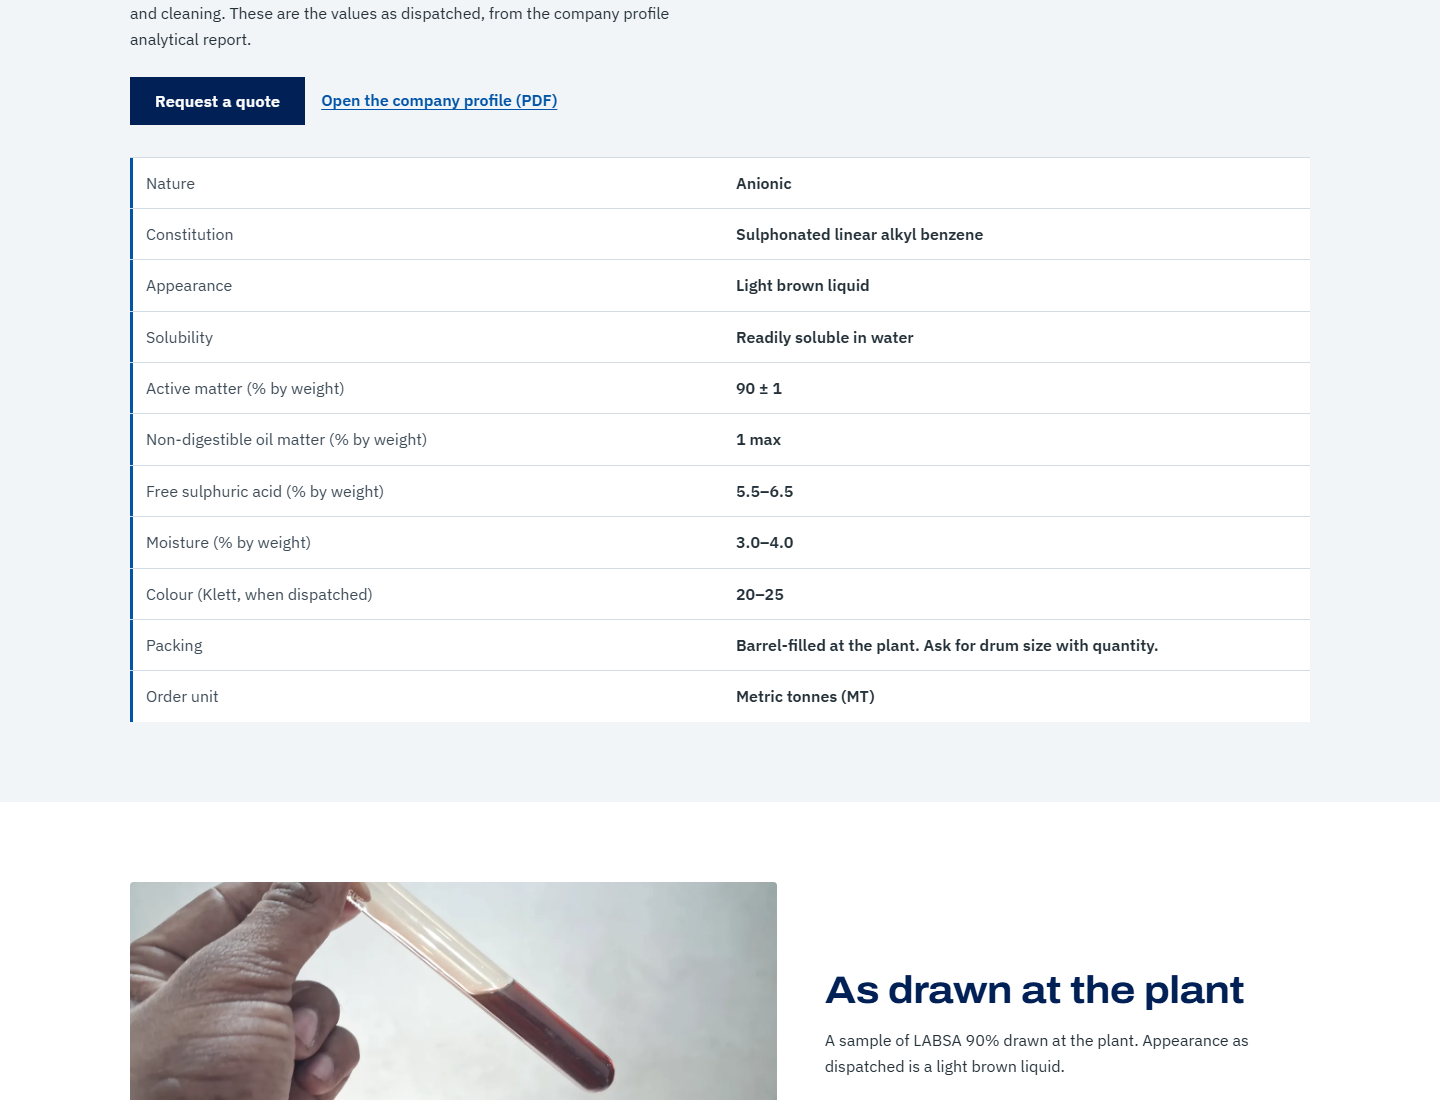 and cleaning. These are the values as dispatched, from the company profile
analytical report.
Request a quote
Open the company profile (PDF)
Nature
Anionic
Constitution
Sulphonated linear alkyl benzene
Appearance
Light brown liquid
Solubility
Readily soluble in water
Active matter (% by weight)
90 ± 1
Non-digestible oil matter (% by weight)
1 max
Free sulphuric acid (% by weight)
5.5–6.5
Moisture (% by weight)
3.0–4.0
Colour (Klett, when dispatched)
20–25
Packing
Barrel-filled at the plant. Ask for drum size with quantity.
Order unit
Metric tonnes (MT)
As drawn at the plant
A sample of LABSA 90% drawn at the plant. Appearance as
dispatched is a light brown liquid.